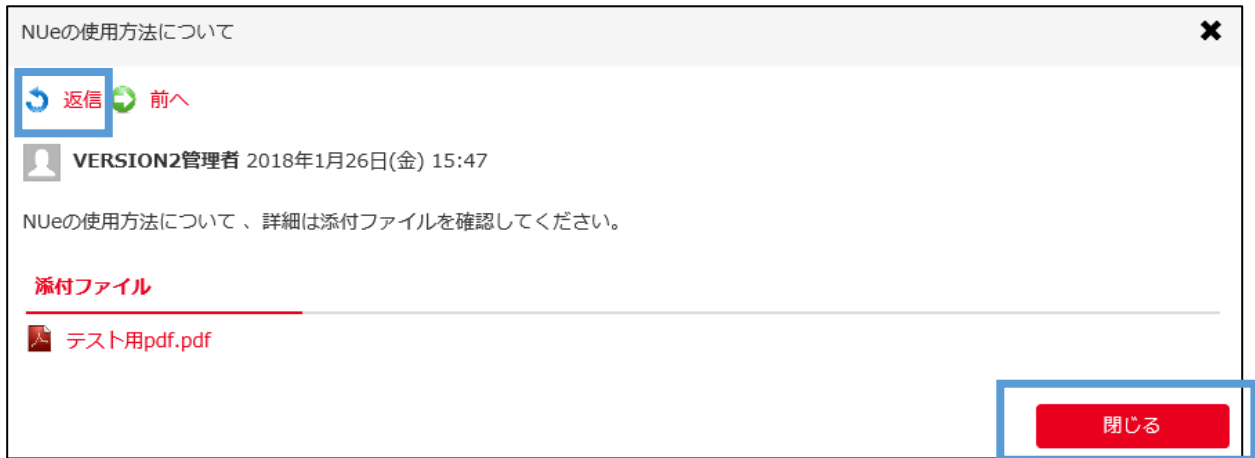 NUeの使用方法について
返信 前へ
VERSION2管理者 2018年1月26日(金) 15:47
NUeの使用方法について 、詳細は添付ファイルを確認してください。
添付ファイル
テスト用pdf.pdf
閉じる